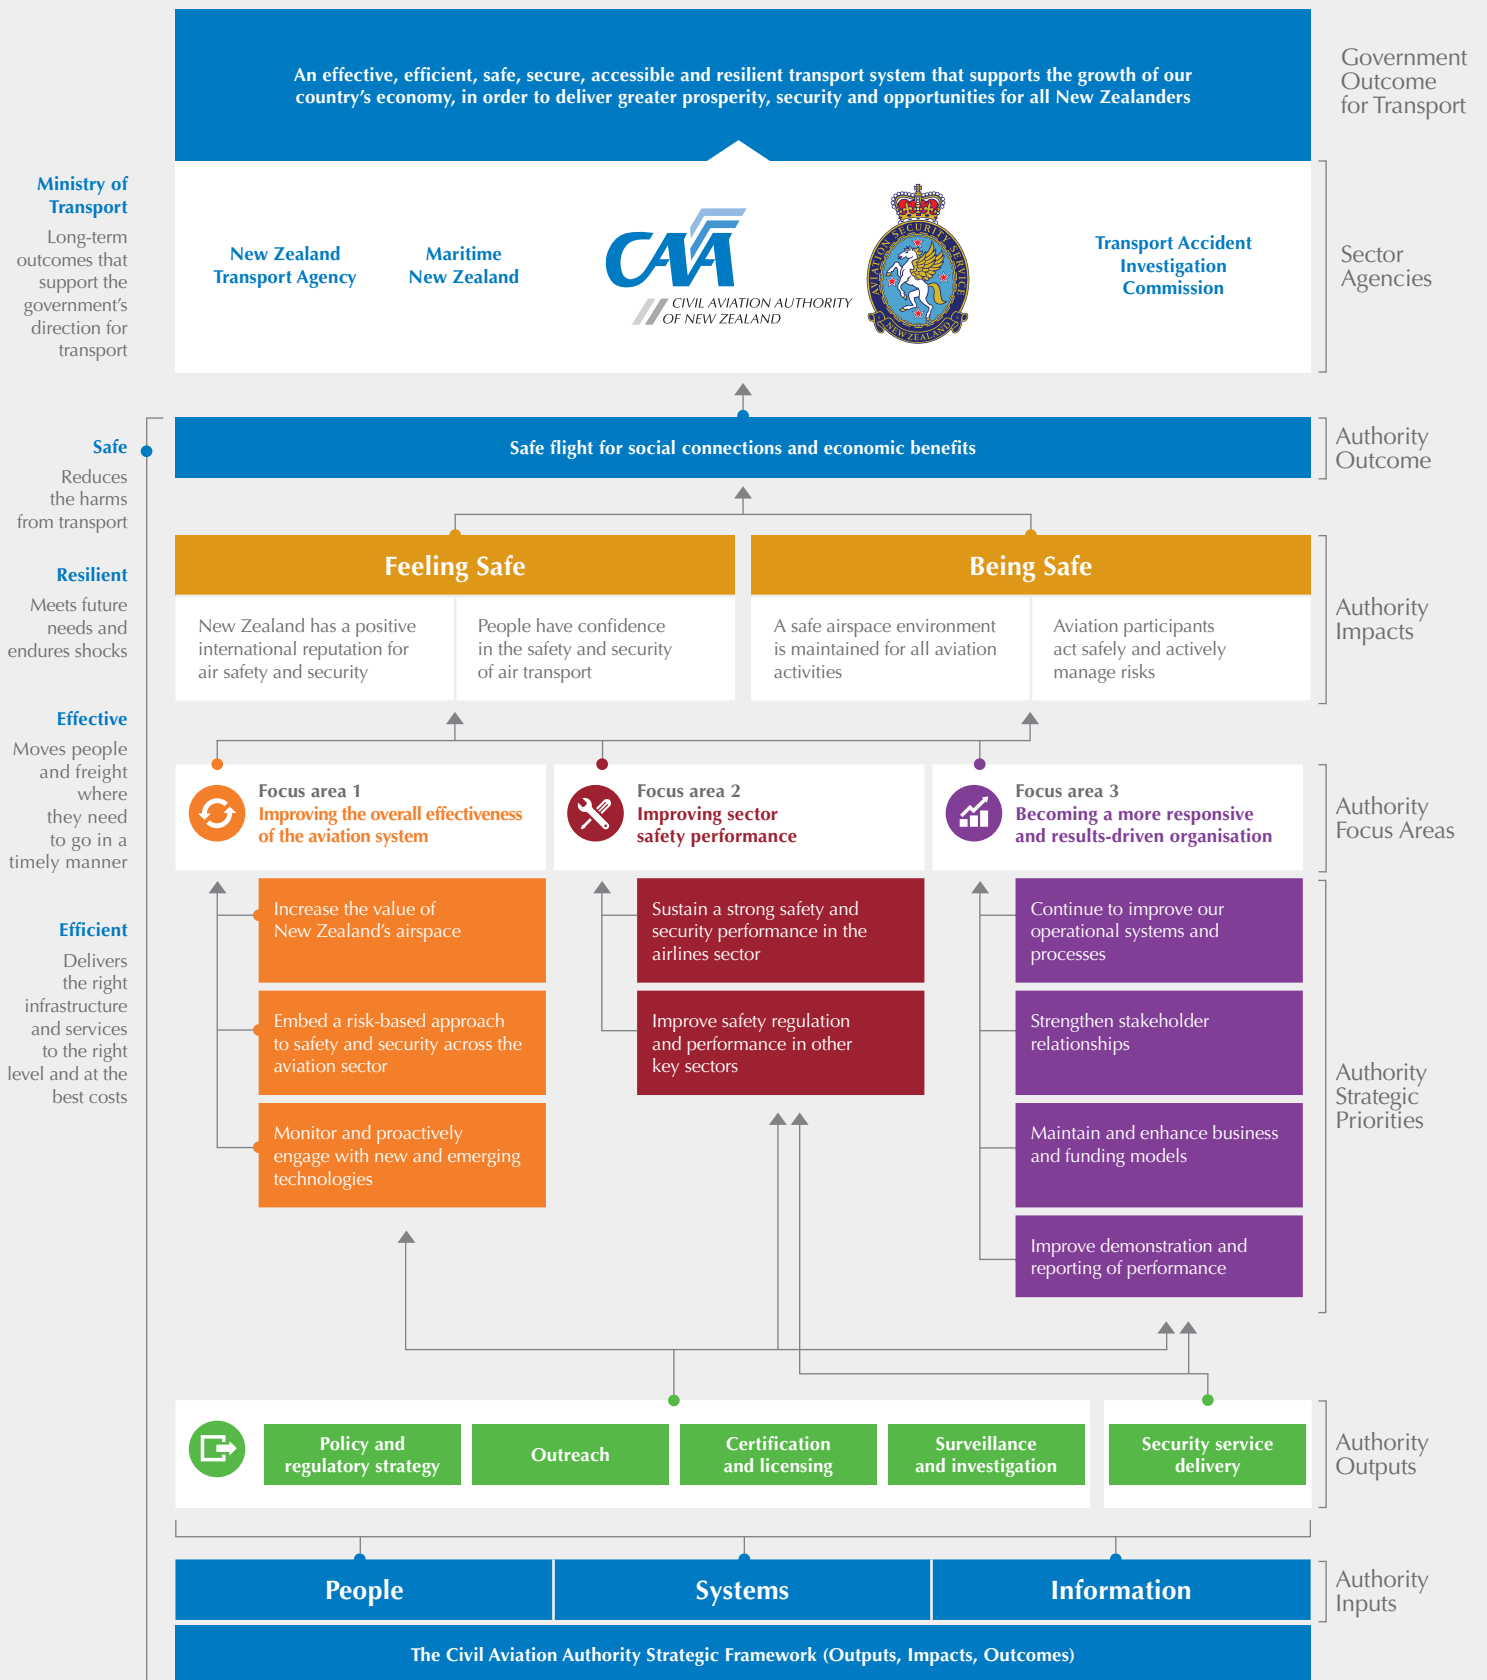 An effective, efficient, safe, secure, accessible and resilient transport system that supports the growth of our
country's economy, in order to deliver greater prosperity, security and opportunities for all New Zealanders
Government
Outcome
for Transport
Ministry of
Transport
Long-term
outcomes that
support the
government's
direction for
transport
New Zealand
Transport Agency
Maritime
New Zealand
CAA
CIVIL AVIATION AUTHORITY
OF NEW ZEALAND
AVIATION SECURITY SERVICE
NEW ZEALAND
Transport Accident
Investigation
Commission
Sector
Agencies
Safe
Reduces
the harms
from transport
Resilient
Meets future
needs and
endures shocks
Effective
Moves people
and freight
where
they need
to go in a
timely manner
Efficient
Delivers
the right
infrastructure
and services
to the right
level and at the
best costs
Safe flight for social connections and economic benefits
Authority
Outcome
Feeling Safe
New Zealand has a positive
international reputation for
air safety and security
People have confidence
in the safety and security
of air transport
Being Safe
A safe airspace environment
is maintained for all aviation
activities
Aviation participants
act safely and actively
manage risks
Authority
Impacts
Focus area 1
Improving the overall effectiveness
of the aviation system
Focus area 2
Improving sector
safety performance
Focus area 3
Becoming a more responsive
and results-driven organisation
Authority
Focus Areas
Increase the value of
New Zealand's airspace
Embed a risk-based approach
to safety and security across the
aviation sector
Monitor and proactively
engage with new and emerging
technologies
Sustain a strong safety and
security performance in the
airlines sector
Improve safety regulation
and performance in other
key sectors
Continue to improve our
operational systems and
processes
Strengthen stakeholder
relationships
Maintain and enhance business
and funding models
Improve demonstration and
reporting of performance
Authority
Strategic
Priorities
Policy and
regulatory strategy
Outreach
Certification
and licensing
Surveillance
and investigation
Security service
delivery
Authority
Outputs
People
Systems
Information
Authority
Inputs
The Civil Aviation Authority Strategic Framework (Outputs, Impacts, Outcomes)